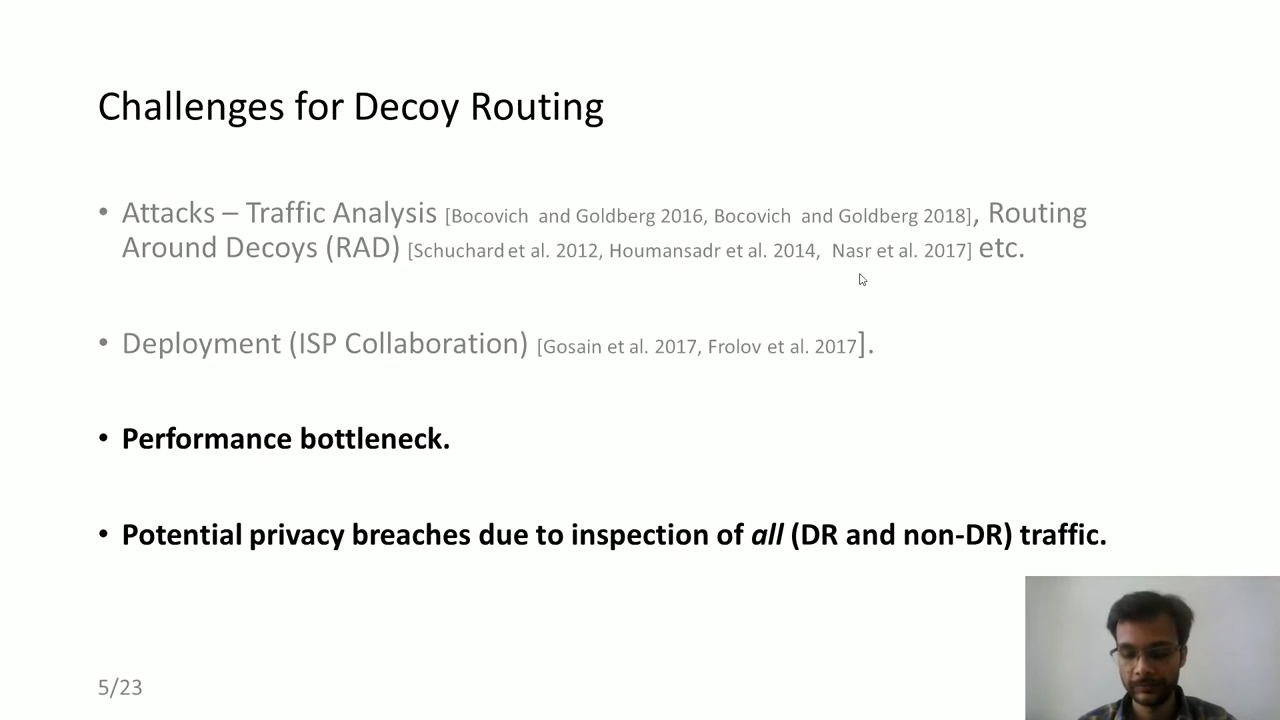 Challenges for Decoy Routing
• Attacks – Traffic Analysis [Bocovich and Goldberg 2016, Bocovich and Goldberg 2018], Routing
Around Decoys (RAD) [Schuchard et al. 2012, Houmansadr et al. 2014, Nasr et al. 2017] etc.
• Deployment (ISP Collaboration) [Gosain et al. 2017, Frolov et al. 2017].
• Performance bottleneck.
• Potential privacy breaches due to inspection of all (DR and non-DR) traffic.
5/23